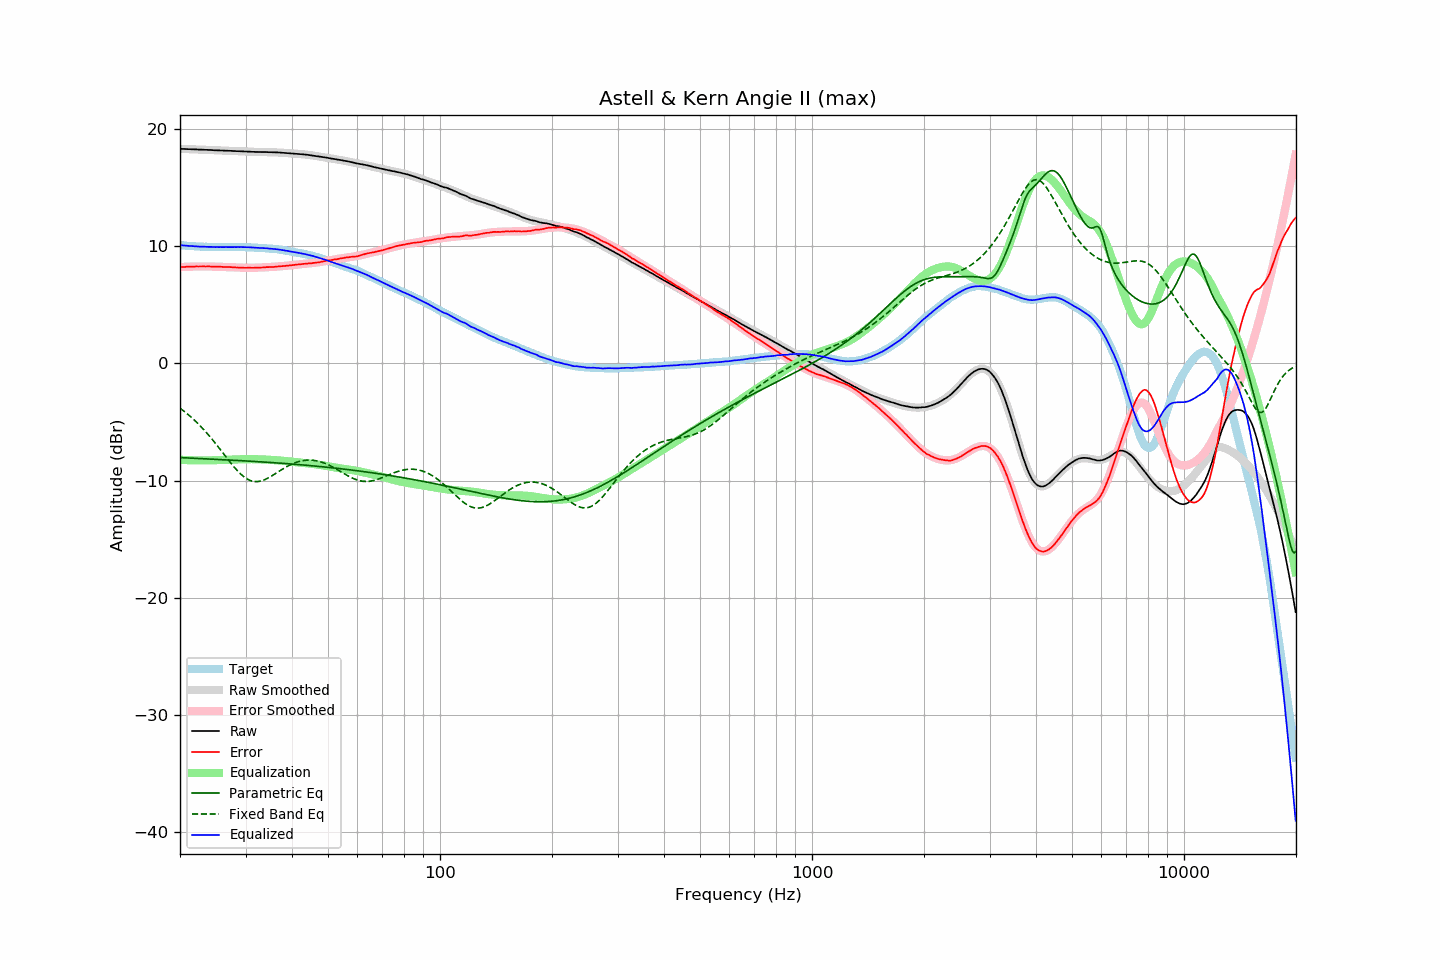 Astell & Kern Angie II (max)
20
10
0
−10
−20
−30
−40
Amplitude (dBr)
Target
Raw Smoothed
Error Smoothed
Raw
Error
Equalization
Parametric Eq
Fixed Band Eq
Equalized
100
1000
10000
Frequency (Hz)